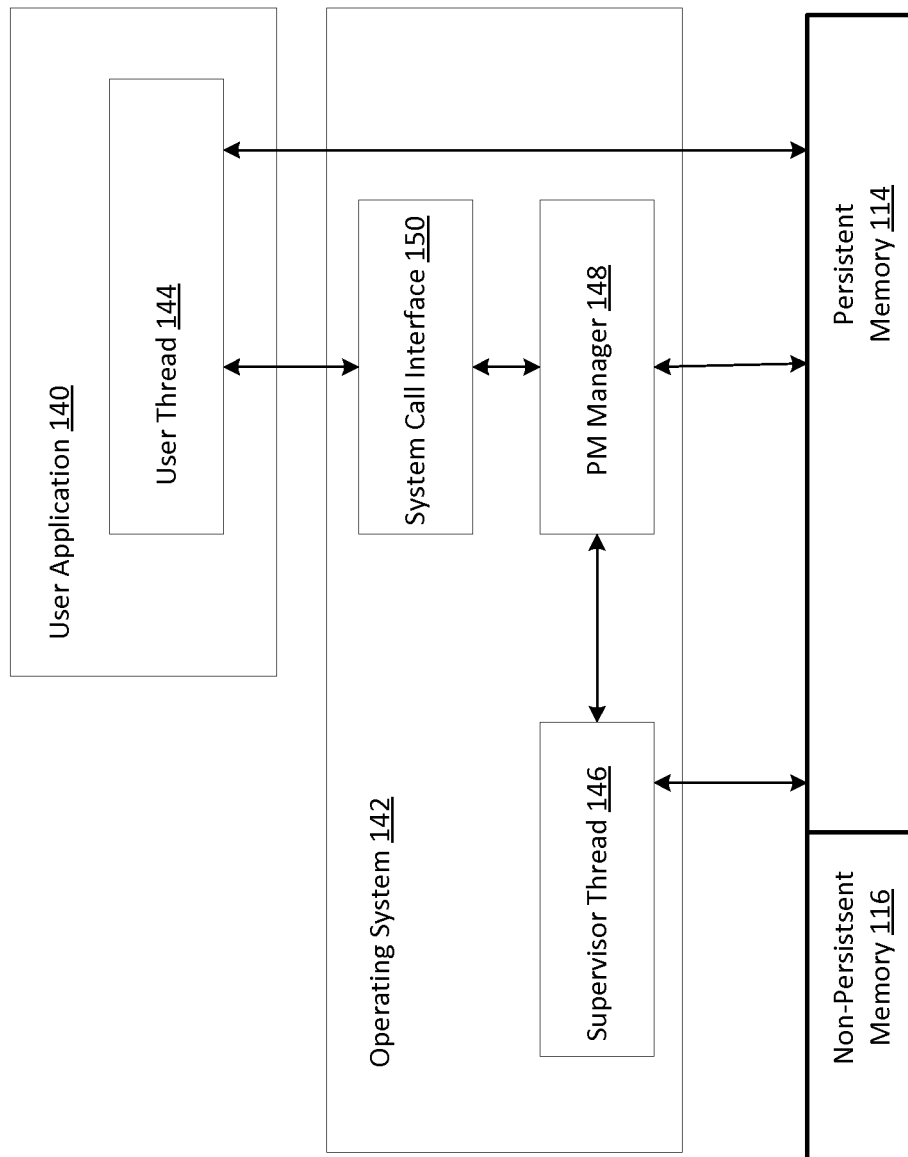 User Application 140
User Thread 144
Operating System 142
System Call Interface 150
Supervisor Thread 146
PM Manager 148
Non-Persistsent
Memory 116
Persistent
Memory 114